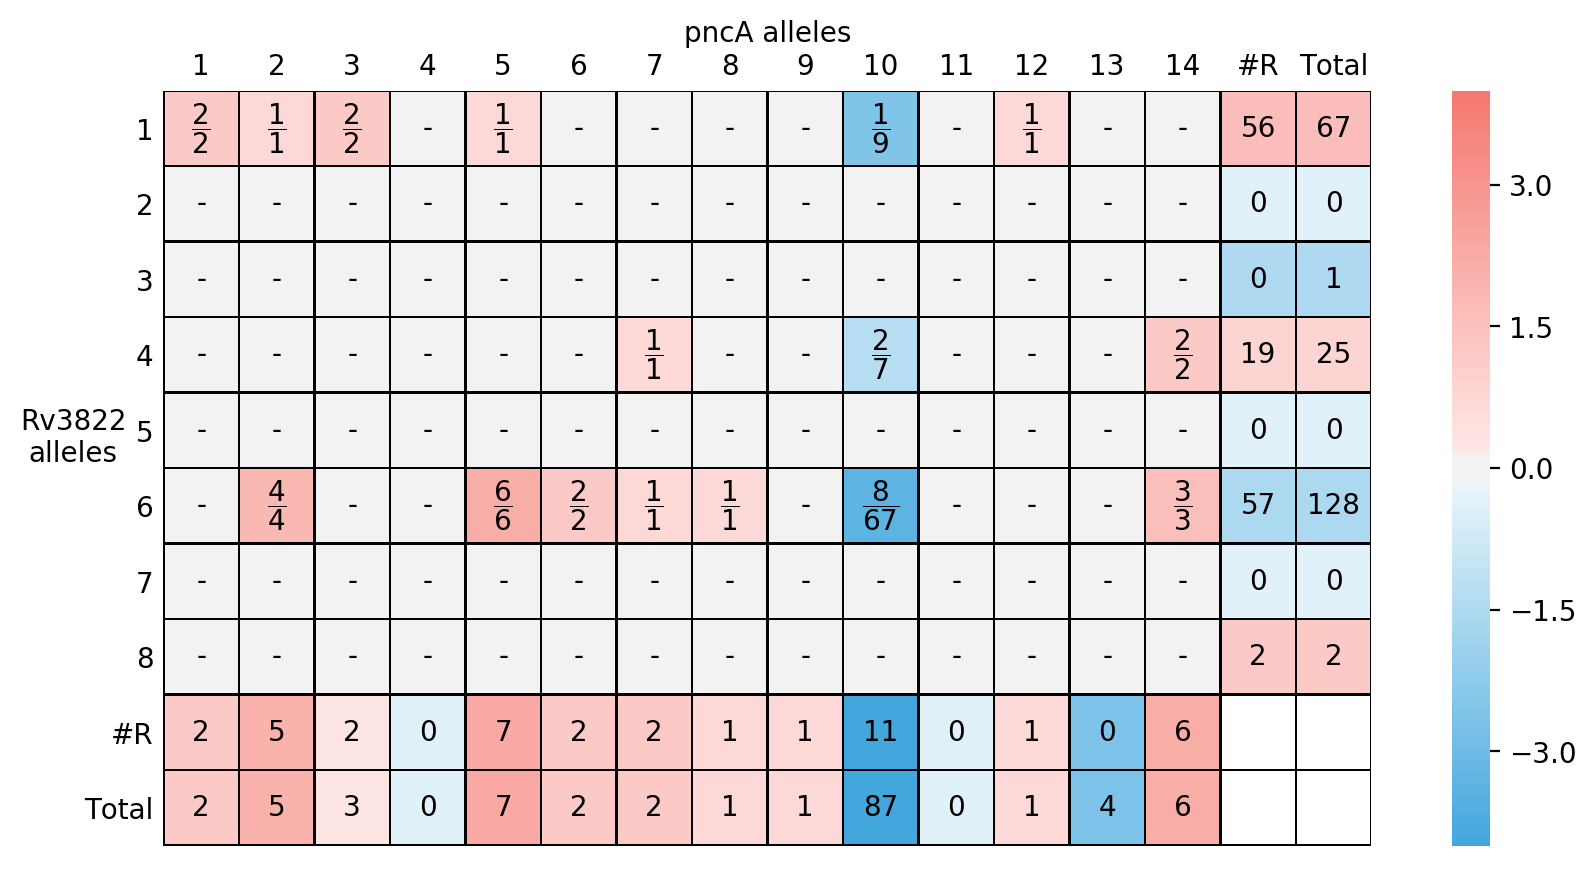 pncA alleles
1 2 3 4 5 6 7 8 9 10 11 12 13 14 #R Total
1 2/2 1/1 2/2 - 1/1 - - - - 1/9 - 1/1 - - 56 67
2 - - - - - - - - - - - - - - 0 0
3 - - - - - - - - - - - - - - 0 1
4 - - - - - - 1/1 - - 2/7 - - - 2/2 19 25
Rv3822
alleles
5 - - - - - - - - - - - - - - 0 0
6 - 4/4 - - 6/6 2/2 1/1 1/1 - 8/67 - - - 3/3 57 128
7 - - - - - - - - - - - - - - 0 0
8 - - - - - - - - - - - - - - 2 2
#R 2 5 2 0 7 2 2 1 1 11 0 1 0 6
Total 2 5 3 0 7 2 2 1 1 87 0 1 4 6
3.0
1.5
0.0
−1.5
−3.0